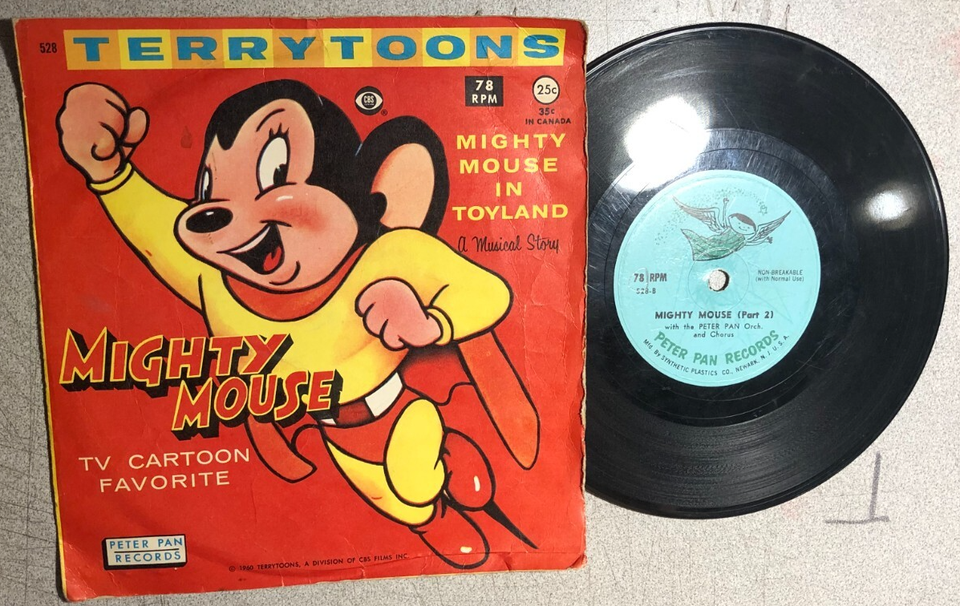 528
TERRYTOONS
CBS
®
78
RPM
25c
35c
IN CANADA
MIGHTY
MOUSE
IN
TOYLAND
A Musical Story
MIGHTY
MOUSE
TV CARTOON
FAVORITE
PETER PAN
RECORDS
© 1960 TERRYTOONS, A DIVISION OF CBS FILMS INC.
78 RPM
528-B
NON-BREAKABLE
(with Normal Use)
MIGHTY MOUSE (Part 2)
with the PETER PAN Orch.
and Chorus
PETER PAN RECORDS
Mfd. By SYNTHETIC PLASTICS CO., NEWARK, N. J. U. S. A.
1